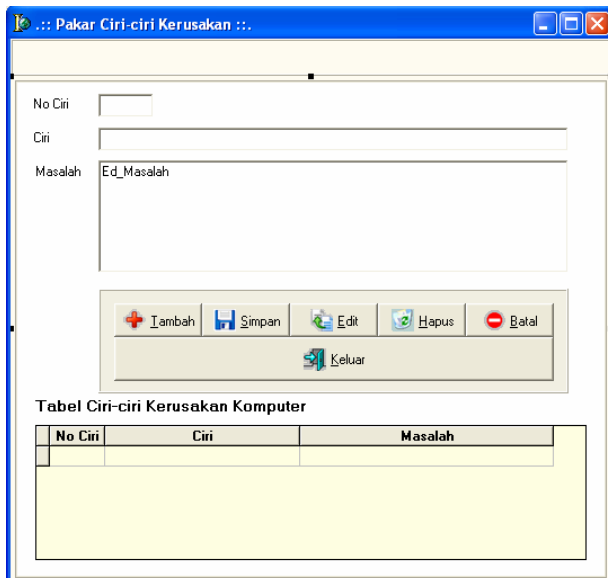 .:: Pakar Ciri-ciri Kerusakan ::.
No Ciri
Ciri
Masalah Ed_Masalah
Tambah Simpan Edit Hapus Batal
Keluar
Tabel Ciri-ciri Kerusakan Komputer
No Ciri Ciri Masalah